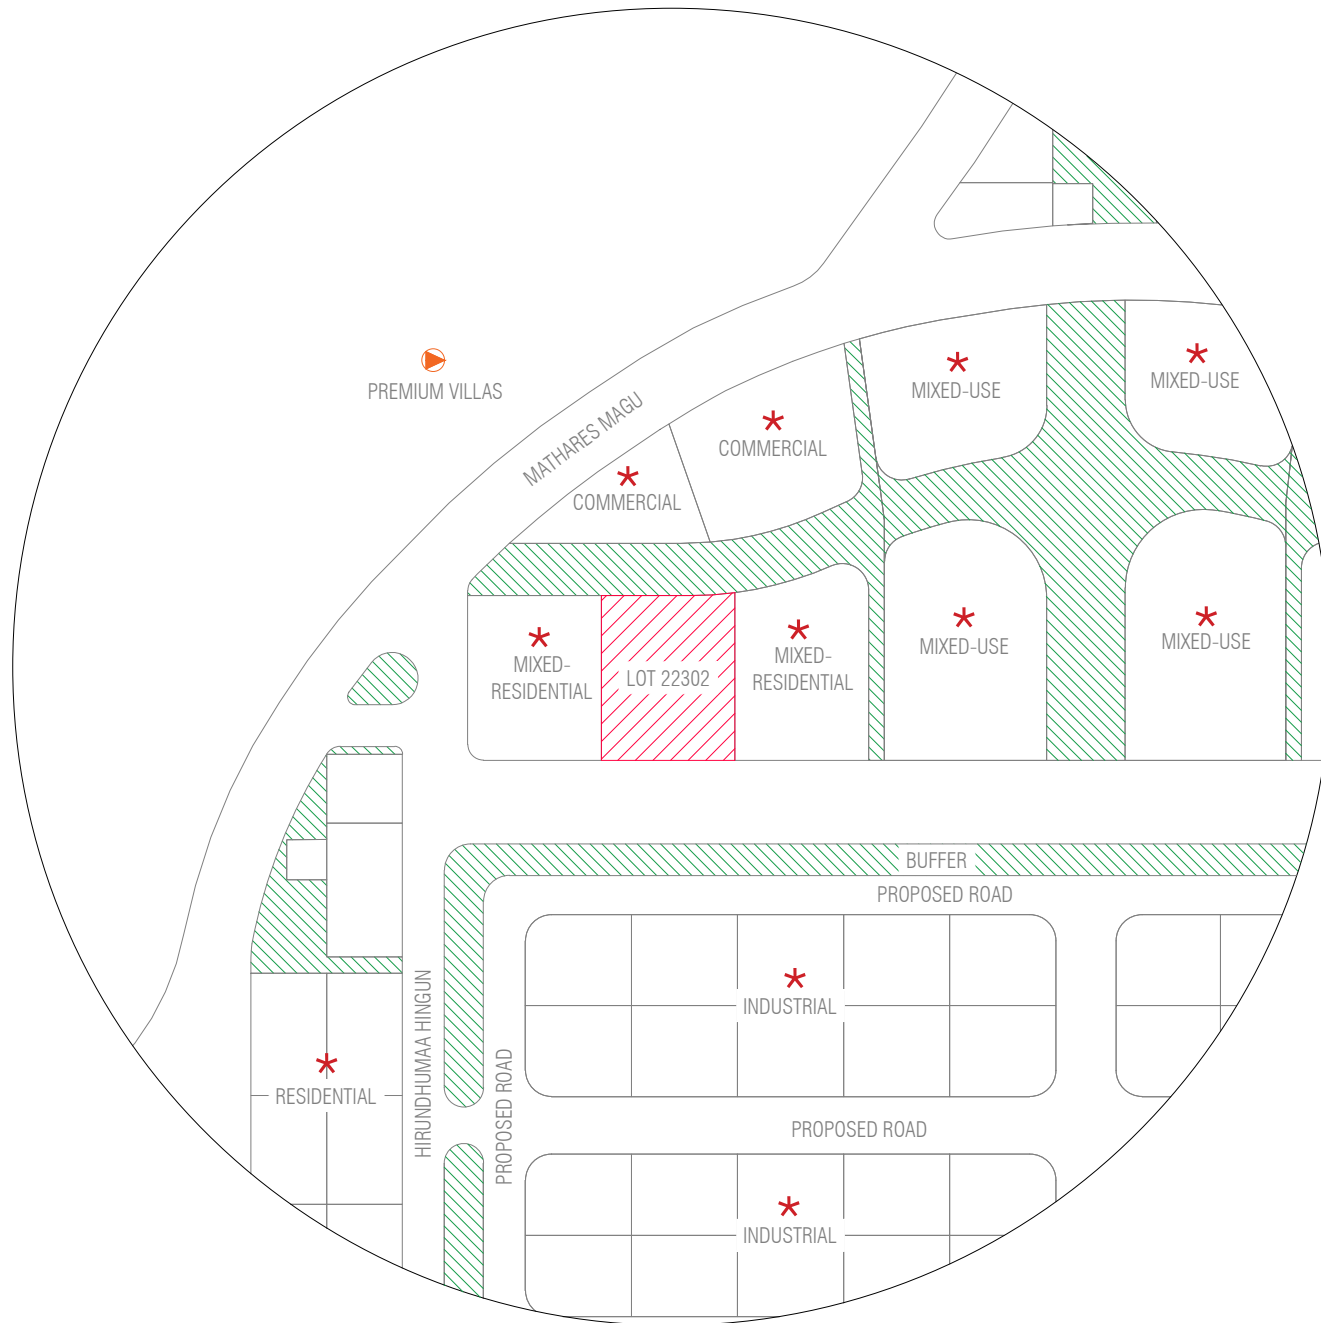 MIXED-USE
MIXED-USE
PREMIUM VILLAS
MATHARES MAGU
COMMERCIAL
COMMERCIAL
MIXED-
RESIDENTIAL
LOT 22302
MIXED-
RESIDENTIAL
MIXED-USE
MIXED-USE
BUFFER
PROPOSED ROAD
INDUSTRIAL
HIRUNDHUMAA HINGUN
PROPOSED ROAD
RESIDENTIAL
PROPOSED ROAD
INDUSTRIAL